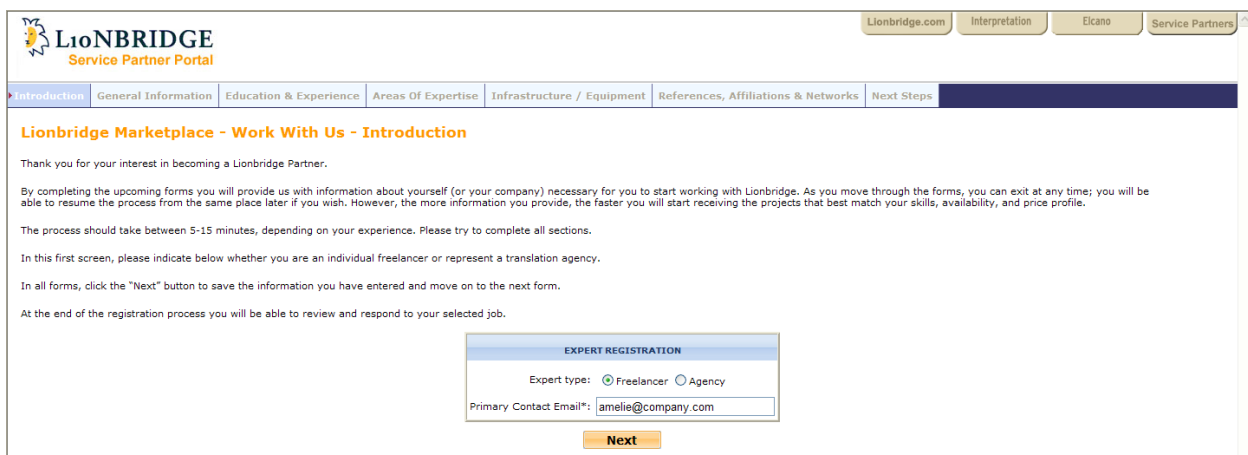 Lionbridge.com Interpretation Elcano Service Partners
LIONBRIDGE
Service Partner Portal
Introduction General Information Education & Experience Areas Of Expertise Infrastructure / Equipment References, Affiliations & Networks Next Steps
Lionbridge Marketplace - Work With Us - Introduction
Thank you for your interest in becoming a Lionbridge Partner.
By completing the upcoming forms you will provide us with information about yourself (or your company) necessary for you to start working with Lionbridge. As you move through the forms, you can exit at any time; you will be
able to resume the process from the same place later if you wish. However, the more information you provide, the faster you will start receiving the projects that best match your skills, availability, and price profile.
The process should take between 5-15 minutes, depending on your experience. Please try to complete all sections.
In this first screen, please indicate below whether you are an individual freelancer or represent a translation agency.
In all forms, click the "Next" button to save the information you have entered and move on to the next form.
At the end of the registration process you will be able to review and respond to your selected job.
EXPERT REGISTRATION
Expert type: Freelancer Agency
Primary Contact Email*: amelie@company.com
Next